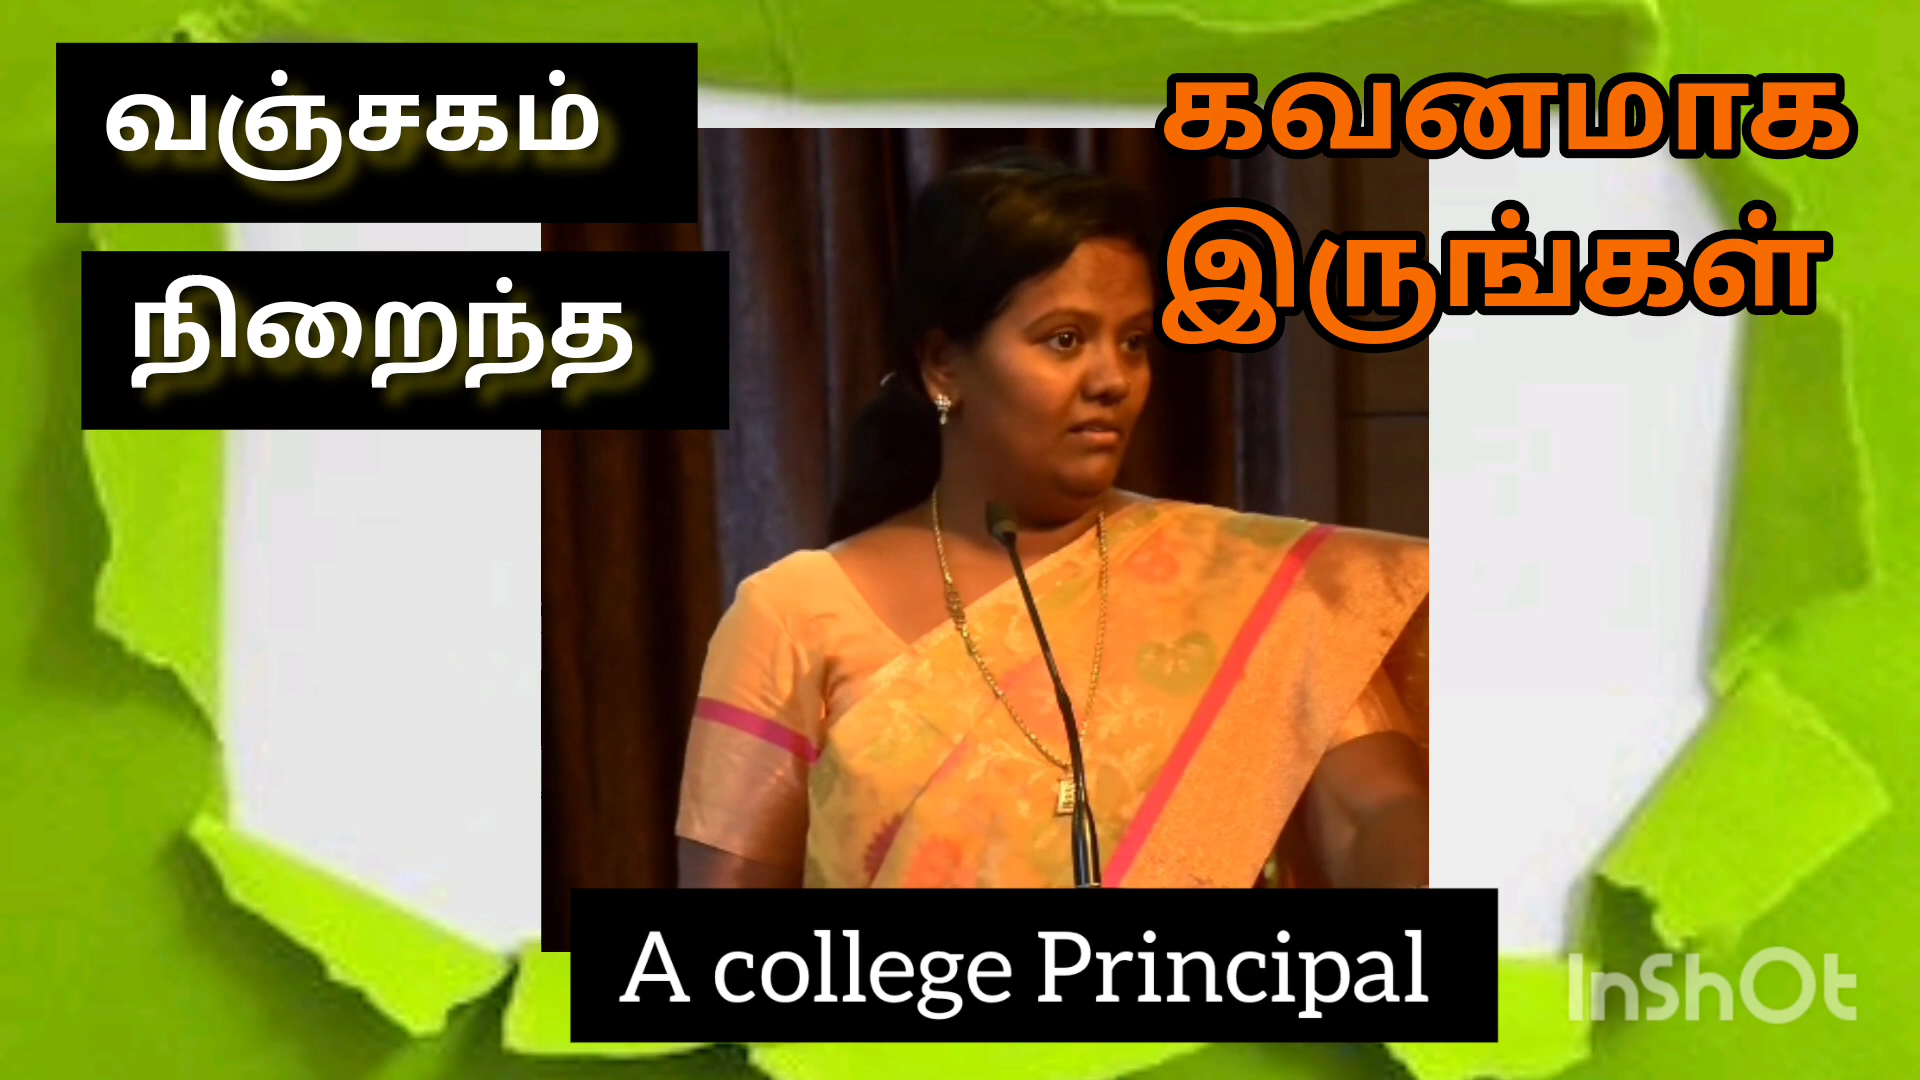 வஞ்சகம்
நிறைந்த
கவனமாக
இருங்கள்
A college Principal
InShOt